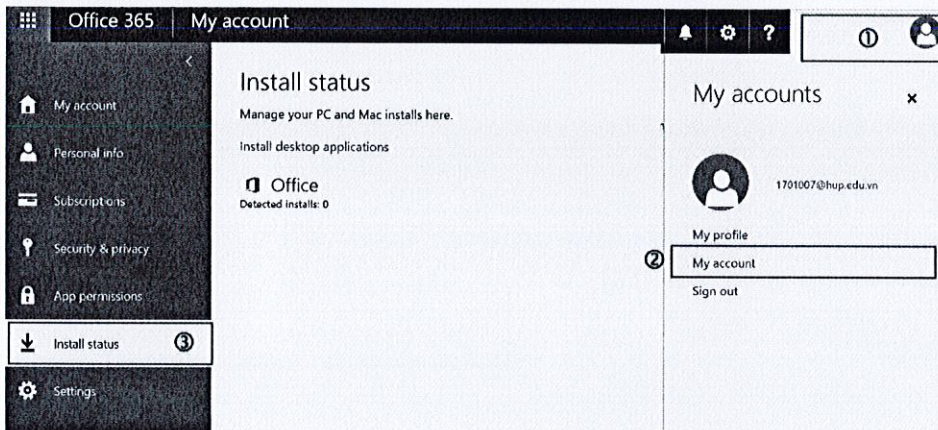 Office 365 My account ? ①
<
My account
Personal info
Subscriptions
Security & privacy
App permissions
Install status ③
Settings
Install status
Manage your PC and Mac installs here.
Install desktop applications
Office
Detected installs: 0
My accounts ×
1701007@hup.edu.vn
My profile
② My account
Sign out